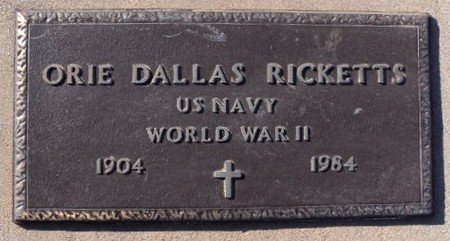 ORIE DALLAS RICKETTS
US NAVY
WORLD WAR II
1904 1984